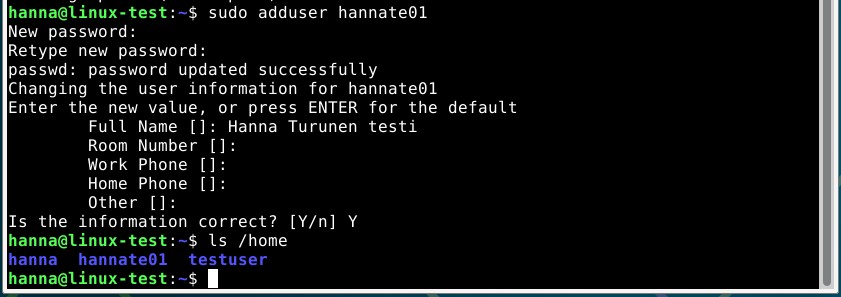 hanna@linux-test:~$ sudo adduser hannate01
New password:
Retype new password:
passwd: password updated successfully
Changing the user information for hannate01
Enter the new value, or press ENTER for the default
        Full Name []: Hanna Turunen testi
        Room Number []:
        Work Phone []:
        Home Phone []:
        Other []:
Is the information correct? [Y/n] Y
hanna@linux-test:~$ ls /home
hanna  hannate01  testuser
hanna@linux-test:~$